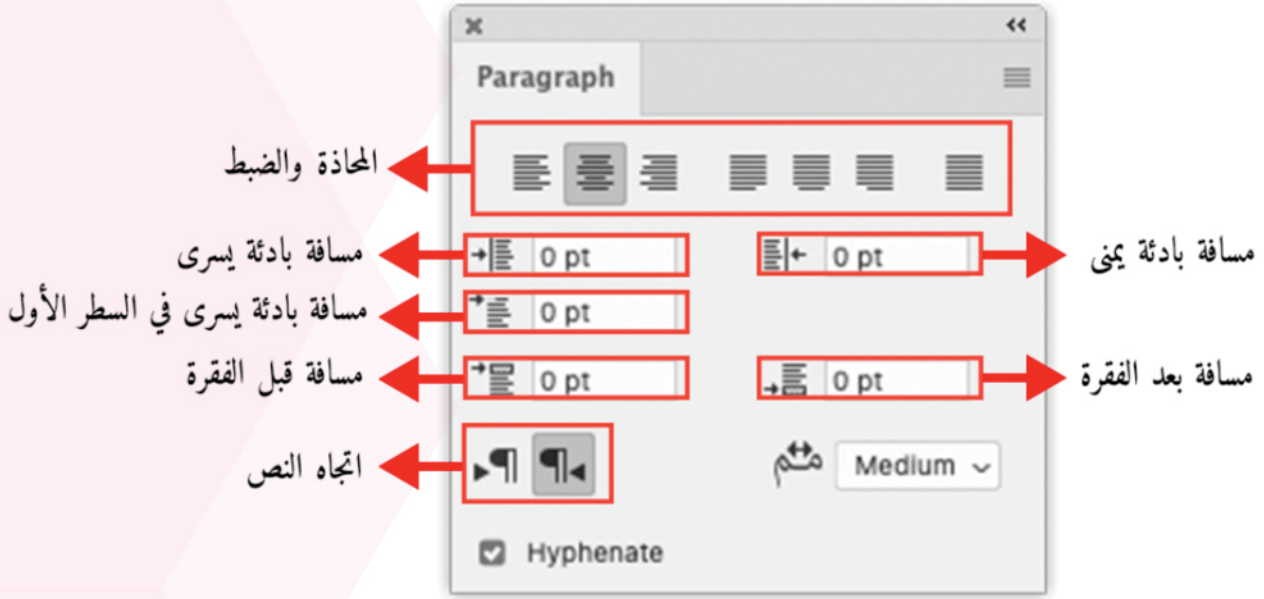 Paragraph
المحاذة والضبط
مسافة بادئة يسرى
0 pt
0 pt
مسافة بادئة يمنى
مسافة بادئة يسرى في السطر الأول
0 pt
مسافة قبل الفقرة
0 pt
0 pt
مسافة بعد الفقرة
اتجاه النص
Medium
Hyphenate